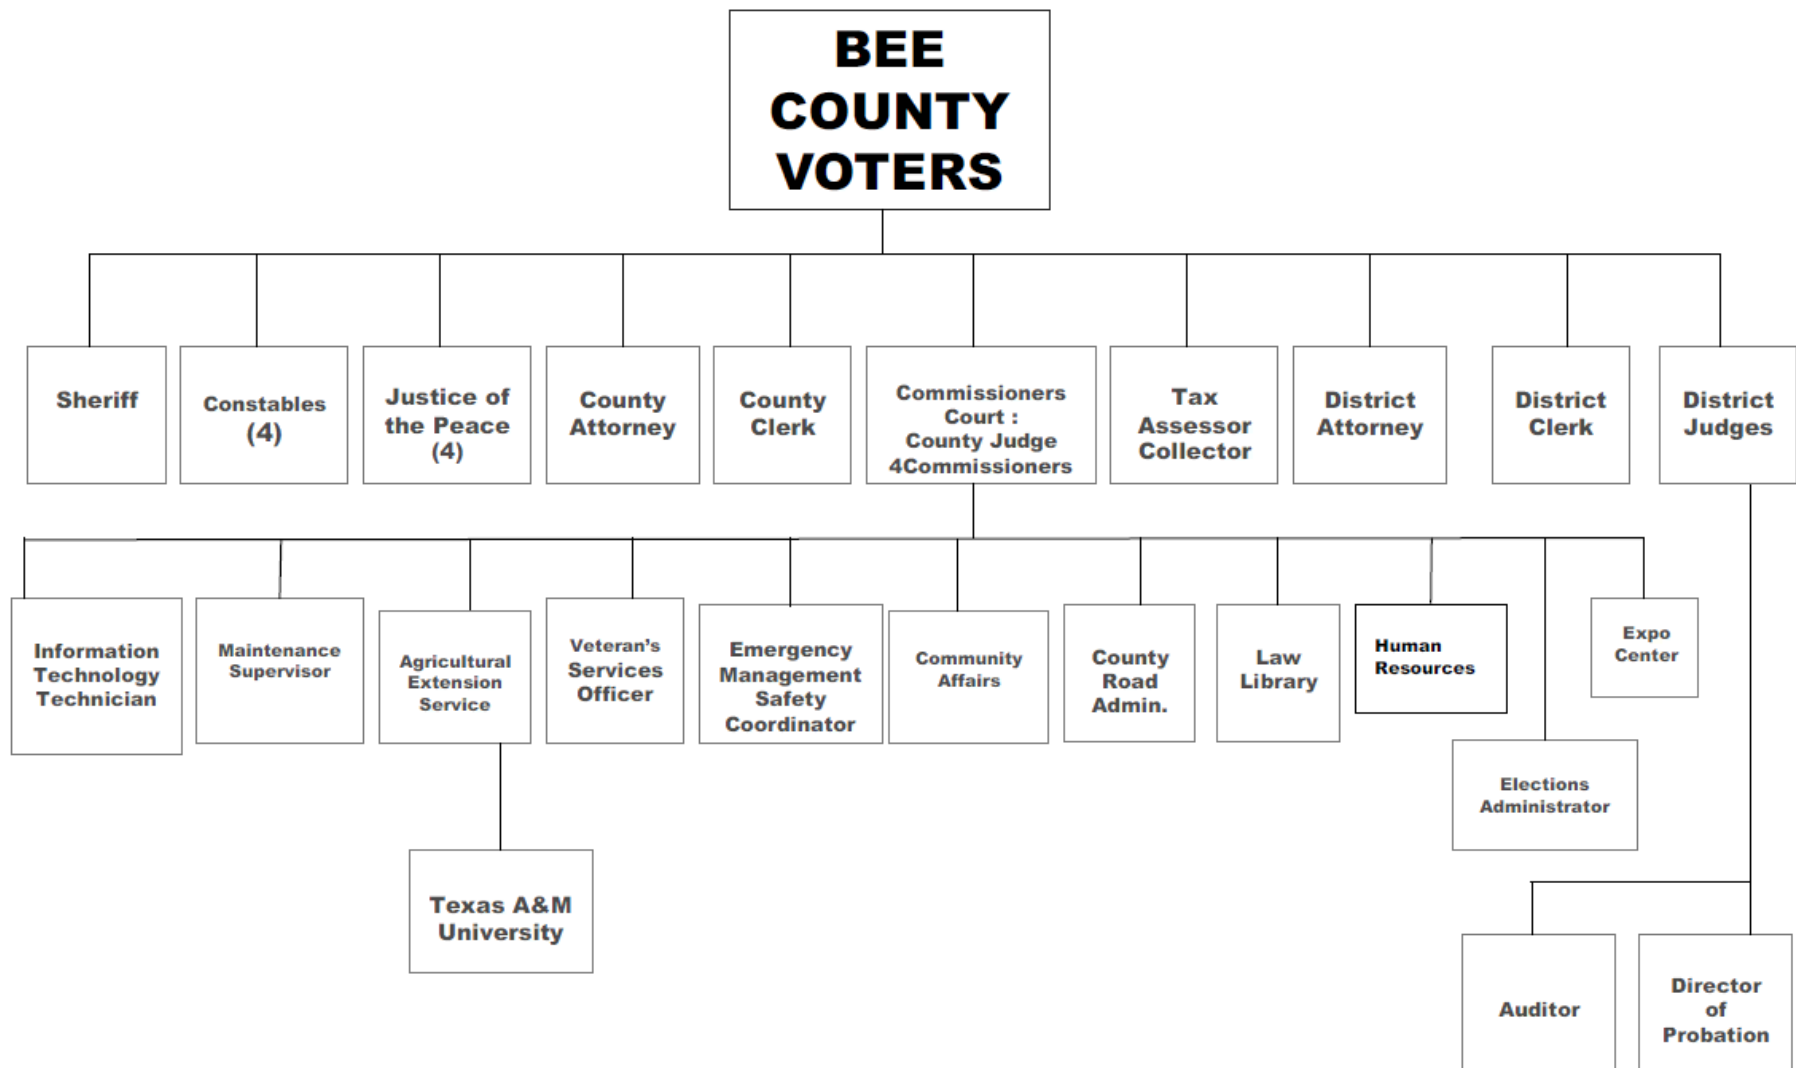 BEE
COUNTY
VOTERS
Sheriff
Constables
(4)
Justice of
the Peace
(4)
County
Attorney
County
Clerk
Commissioners
Court :
County Judge
4Commissioners
Tax
Assessor
Collector
District
Attorney
District
Clerk
District
Judges
Information
Technology
Technician
Maintenance
Supervisor
Agricultural
Extension
Service
Veteran’s
Services
Officer
Emergency
Management
Safety
Coordinator
Community
Affairs
County
Road
Admin.
Law
Library
Human
Resources
Expo
Center
Elections
Administrator
Texas A&M
University
Auditor
Director
of
Probation